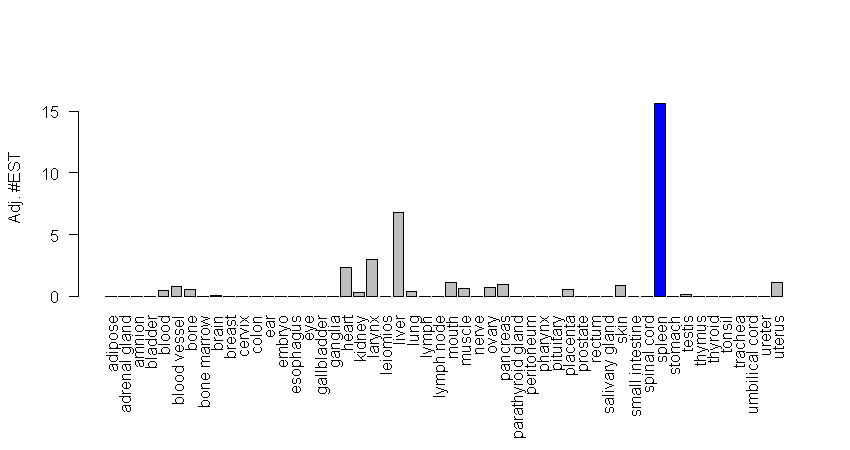 Adj. #EST
15
10
5
0
adipose
adrenal gland
amnion
bladder
blood
blood vessel
bone
bone marrow
brain
breast
cervix
colon
ear
embryo
esophagus
eye
gallbladder
ganglia
heart
kidney
larynx
leiomios
liver
lung
lymph
lymph node
mouth
muscle
nerve
ovary
pancreas
parathyroid gland
peritoneum
pharynx
pituitary
placenta
prostate
rectum
salivary gland
skin
small intestine
spinal cord
spleen
stomach
testis
thymus
thyroid
tonsil
trachea
umbilical cord
ureter
uterus